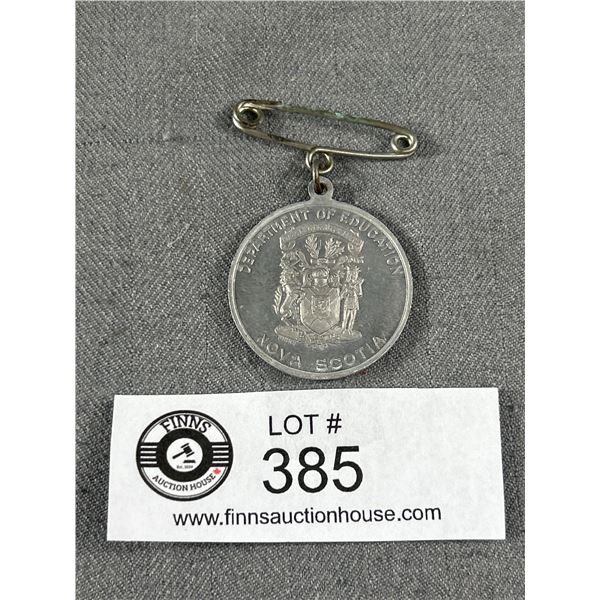 DEPARTMENT OF EDUCATION
NOVA SCOTIA
FINNS
AUCTION HOUSE
LOT #
385
www.finnsauctionhouse.com